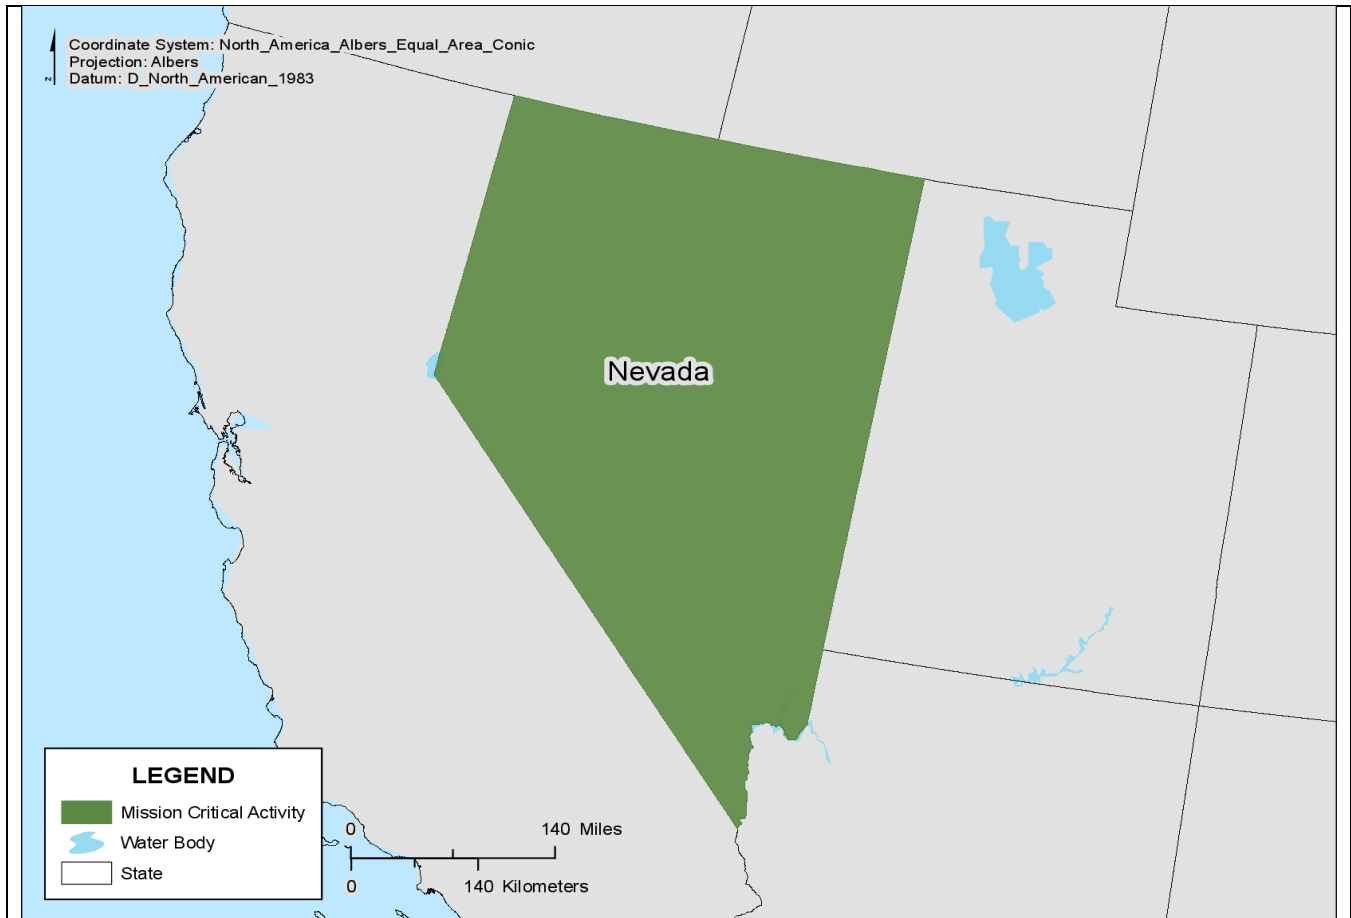 Coordinate System: North_America_Albers_Equal_Area_Conic
Projection: Albers
Datum: D_North_American_1983
N
Nevada
LEGEND
Mission Critical Activity
Water Body
State
0 140 Miles
0 140 Kilometers